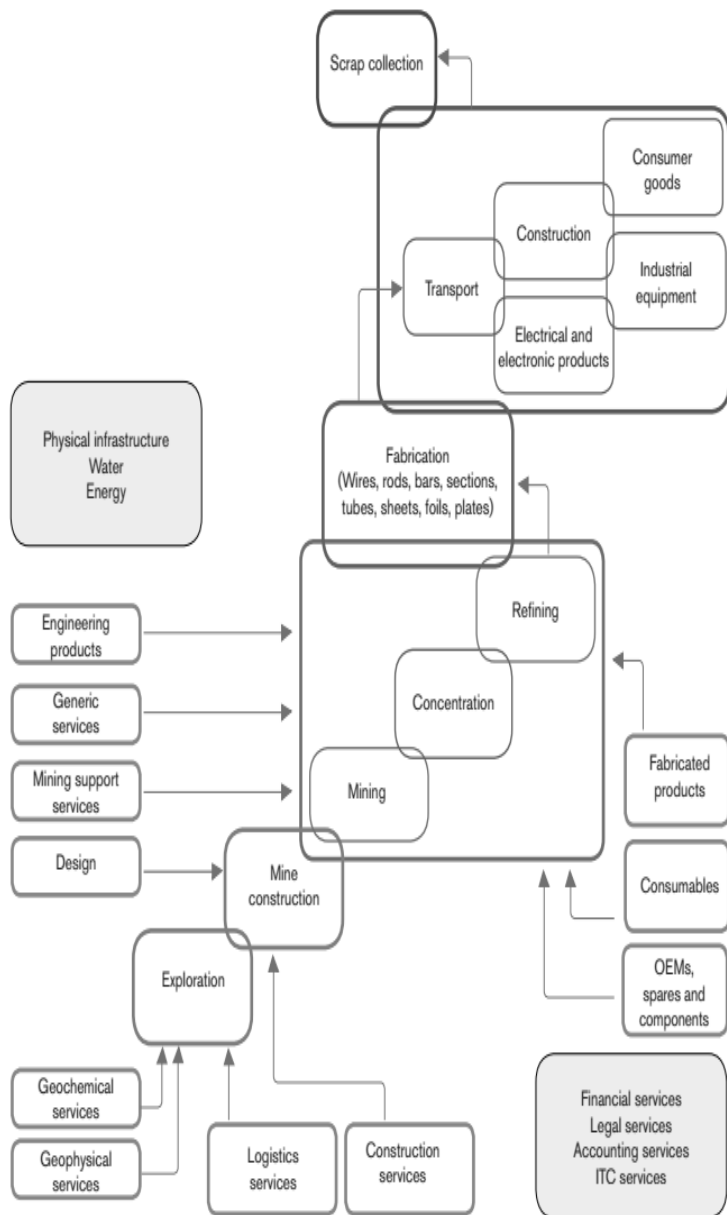 Scrap collection
Consumer
goods
Construction
Transport
Industrial
equipment
Electrical and
electronic products
Physical infrastructure
Water
Energy
Fabrication
(Wires, rods, bars, sections,
tubes, sheets, foils, plates)
Engineering
products
Refining
Generic
services
Concentration
Mining support
services
Mining
Fabricated
products
Design
Mine
construction
Consumables
Exploration
OEMs,
spares and
components
Geochemical
services
Geophysical
services
Logistics
services
Construction
services
Financial services
Legal services
Accounting services
ITC services